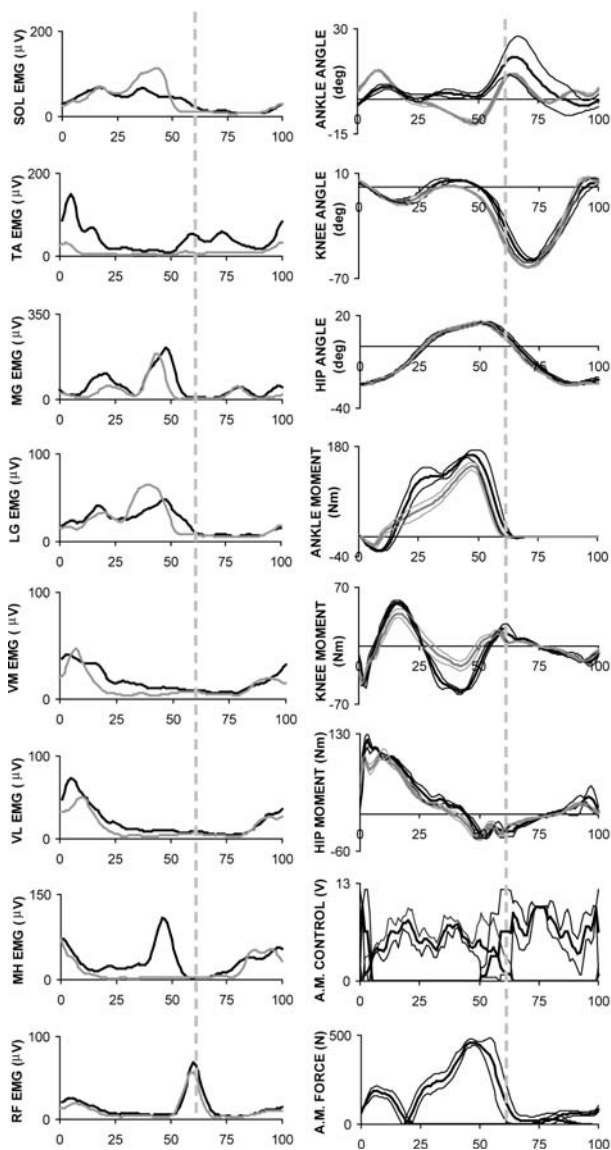 SOL EMG (μV)
200
100
0
0 25 50 75 100
TA EMG (μV)
200
100
0
0 25 50 75 100
MG EMG (μV)
350
0
0 25 50 75 100
LG EMG (μV)
100
0
0 25 50 75 100
VM EMG (μV)
100
0
0 25 50 75 100
VL EMG (μV)
100
0
0 25 50 75 100
MH EMG (μV)
150
0
0 25 50 75 100
RF EMG (μV)
100
0
0 25 50 75 100
ANKLE ANGLE
(deg)
30
-15
0 25 50 75 100
KNEE ANGLE
(deg)
10
-70
0 25 50 75 100
HIP ANGLE
(deg)
20
-40
0 25 50 75 100
ANKLE MOMENT
(Nm)
180
-40
0 25 50 75 100
KNEE MOMENT
(Nm)
70
-70
0 25 50 75 100
HIP MOMENT (Nm)
130
-60
0 25 50 75 100
A.M. CONTROL (V)
13
0
0 25 50 75 100
A.M. FORCE (N)
500
0
0 25 50 75 100